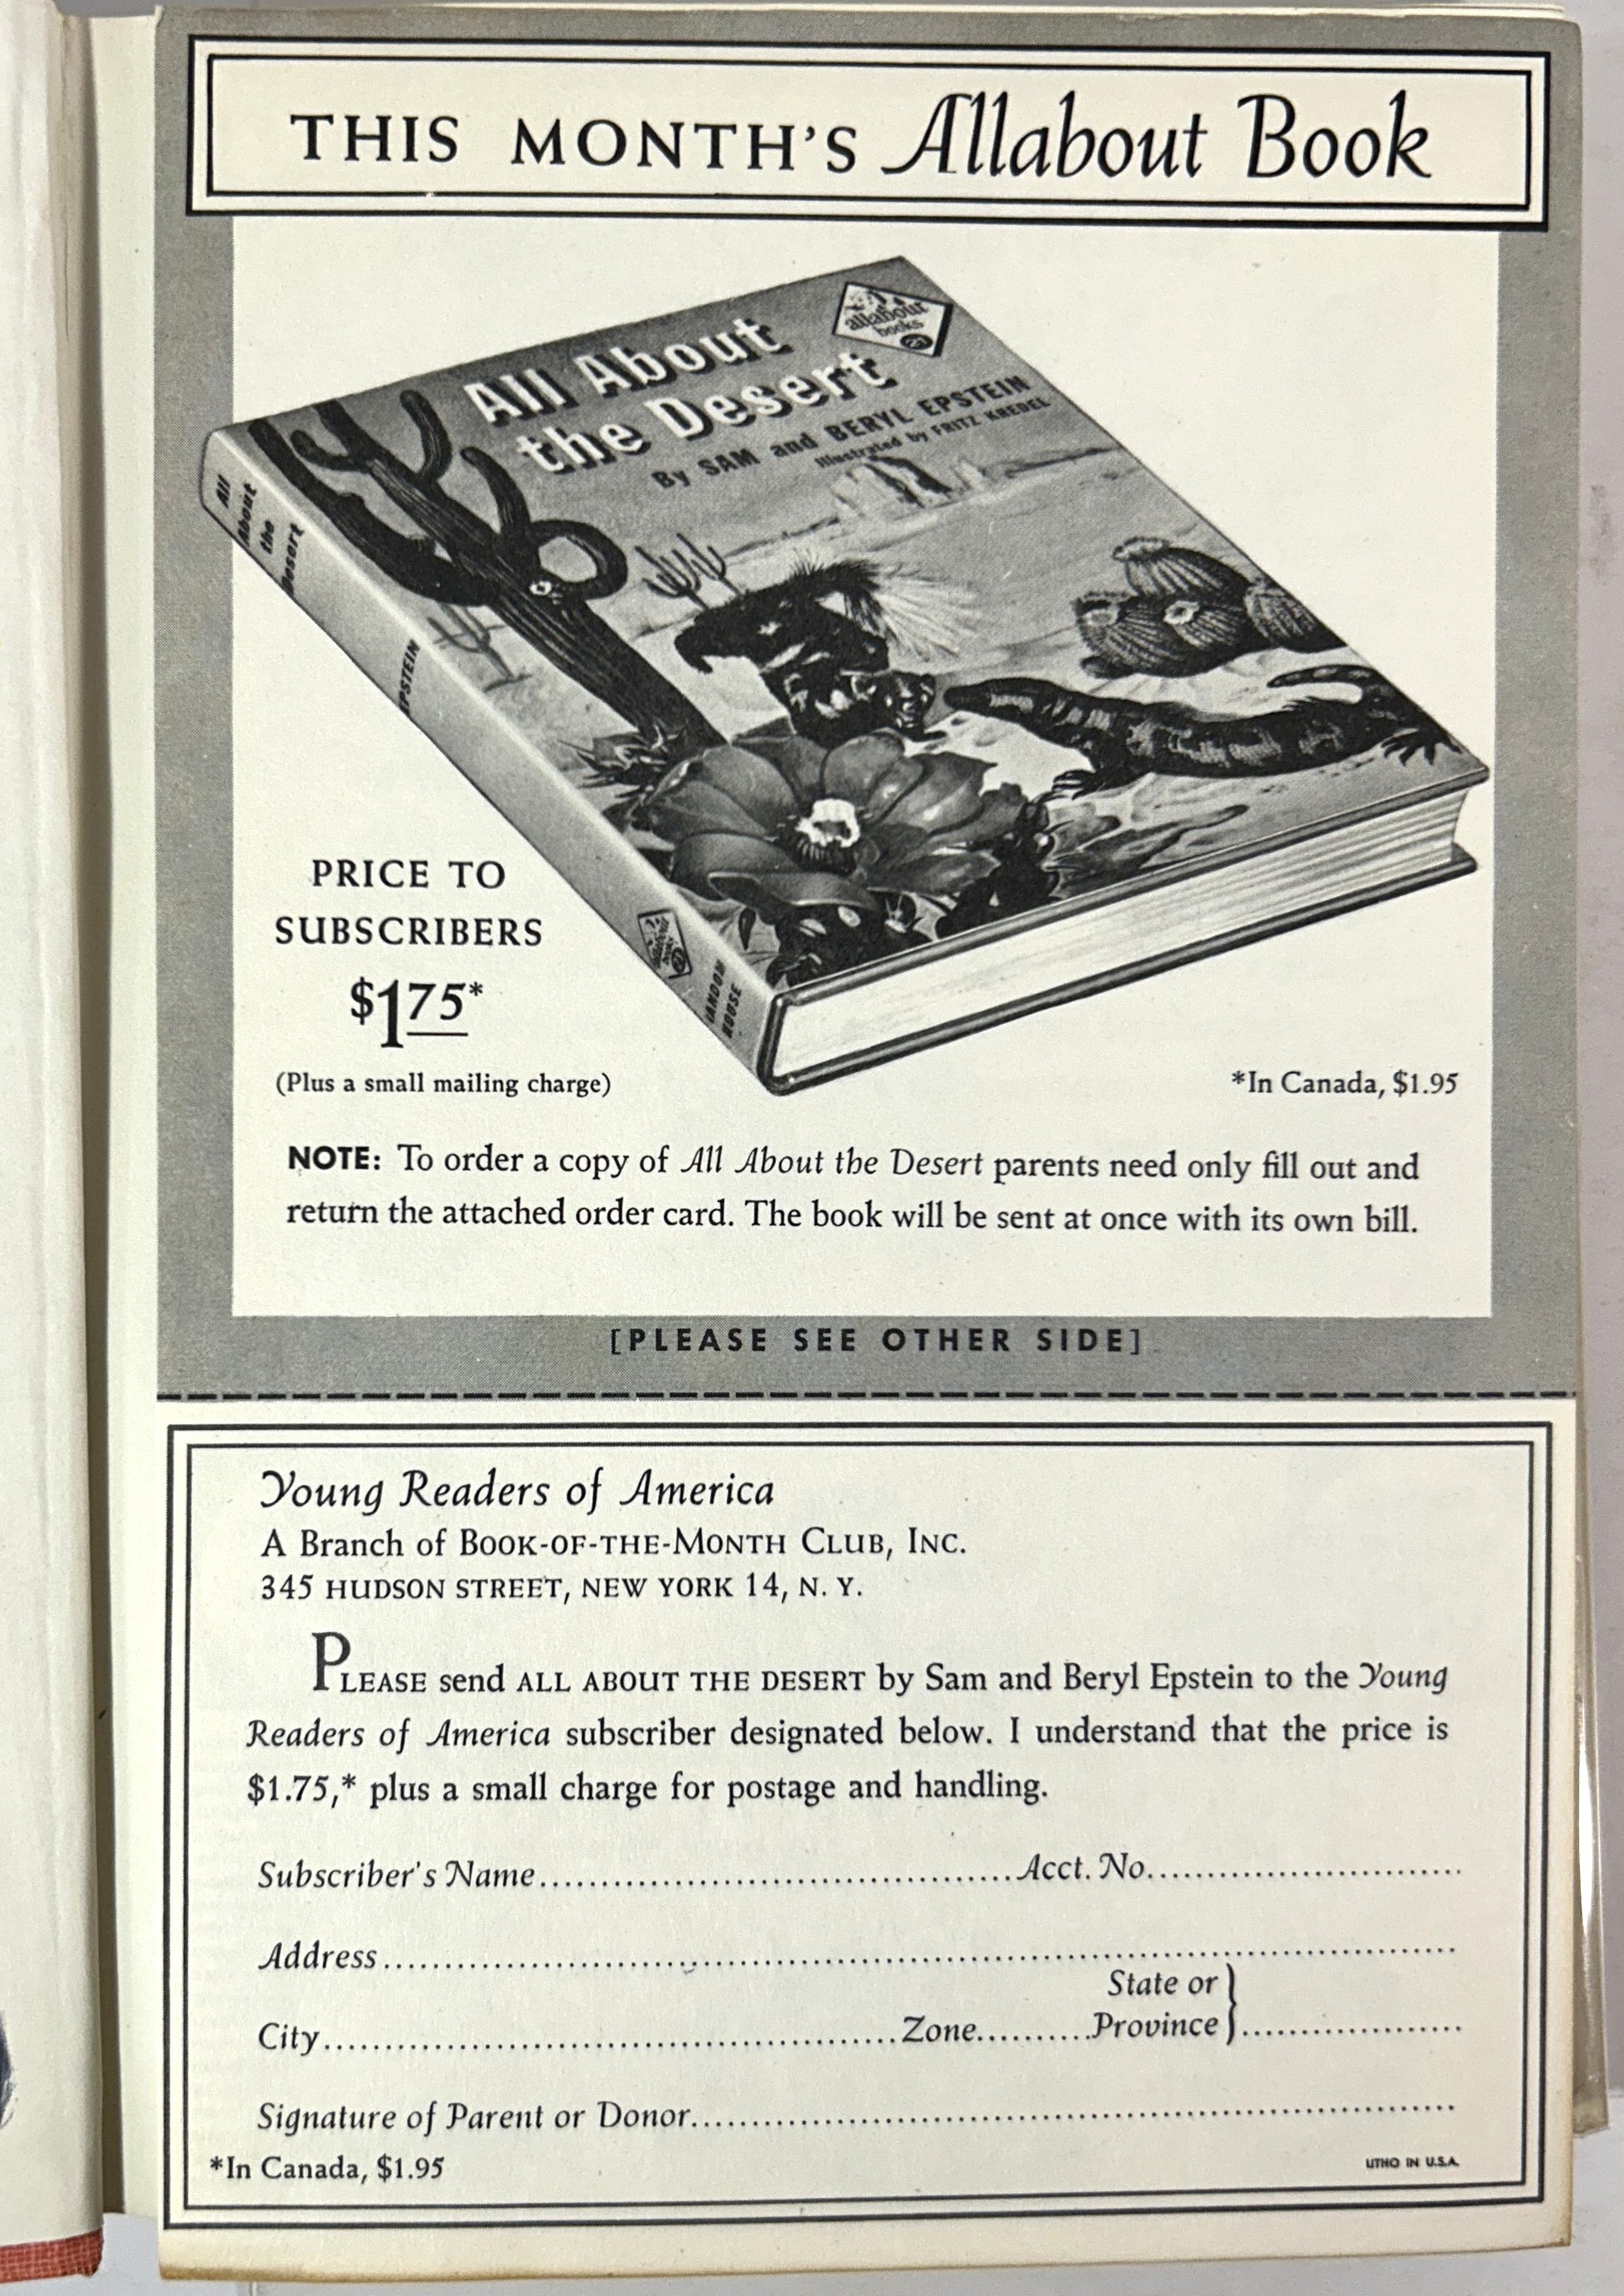 THIS MONTH'S Allabout Book
allabout
books
All About
the Desert
By SAM and BERYL EPSTEIN
Illustrated by FRITZ KREDEL
All
About
the
Desert
EPSTEIN
RANDOM
HOUSE
PRICE TO
SUBSCRIBERS
$1 75*
(Plus a small mailing charge)
*In Canada, $1.95
NOTE: To order a copy of All About the Desert parents need only fill out and
return the attached order card. The book will be sent at once with its own bill.
[PLEASE SEE OTHER SIDE]
Young Readers of America
A Branch of BOOK-OF-THE-MONTH CLUB, INC.
345 HUDSON STREET, NEW YORK 14, N. Y.
PLEASE send ALL ABOUT THE DESERT by Sam and Beryl Epstein to the Young
Readers of America subscriber designated below. I understand that the price is
$1.75,* plus a small charge for postage and handling.
Subscriber's Name........................................Acct. No..........................
Address..........................................................................................
City................................................Zone..........State or Province}...................
Signature of Parent or Donor................................................................
*In Canada, $1.95
LITHO IN U.S.A.